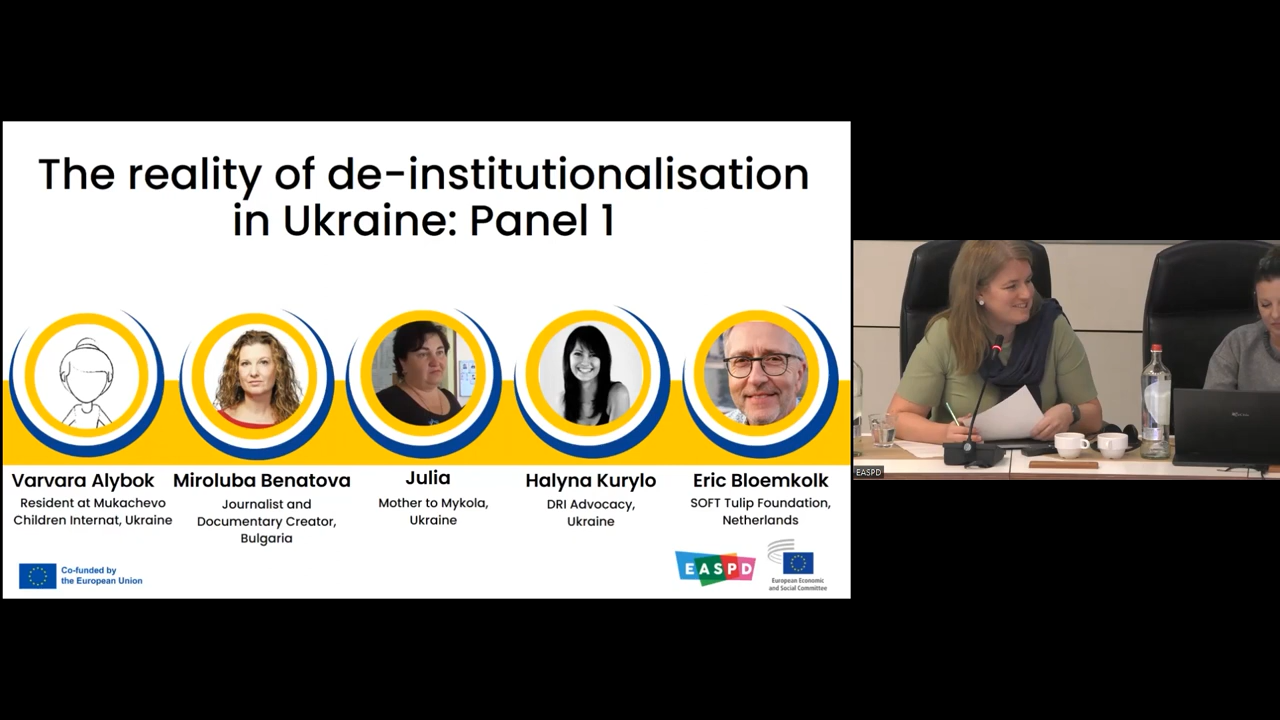 The reality of de-institutionalisation
in Ukraine: Panel 1
Varvara Alybok
Resident at Mukachevo
Children Internat, Ukraine
Miroluba Benatova
Journalist and
Documentary Creator,
Bulgaria
Julia
Mother to Mykola,
Ukraine
Halyna Kurylo
DRI Advocacy,
Ukraine
Eric Bloemkolk
SOFT Tulip Foundation,
Netherlands
Co-funded by
the European Union
EASPD
European Economic
and Social Committee
EASPD